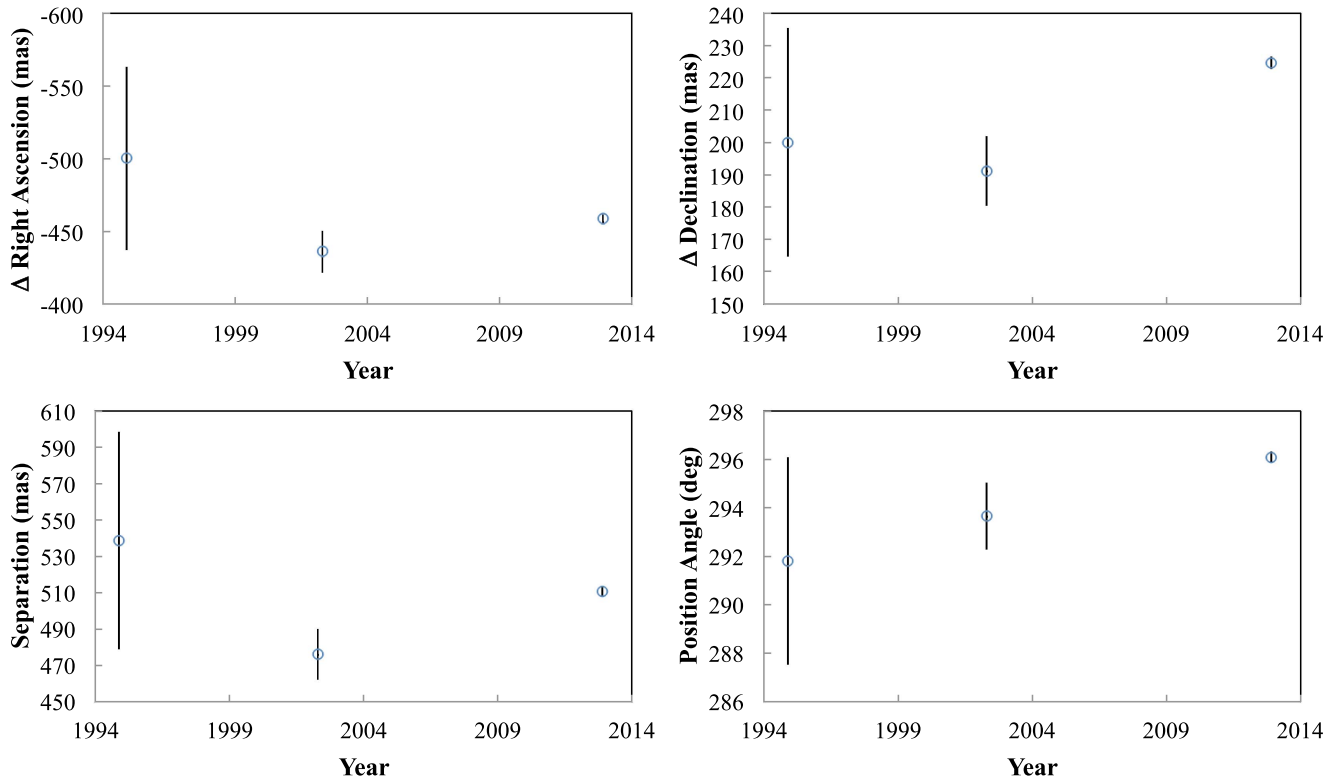 Δ Right Ascension (mas)
-600
-550
-500
-450
-400
1994 1999 2004 2009 2014
Year
Δ Declination (mas)
240
230
220
210
200
190
180
170
160
150
1994 1999 2004 2009 2014
Year
Separation (mas)
610
590
570
550
530
510
490
470
450
1994 1999 2004 2009 2014
Year
Position Angle (deg)
298
296
294
292
290
288
286
1994 1999 2004 2009 2014
Year